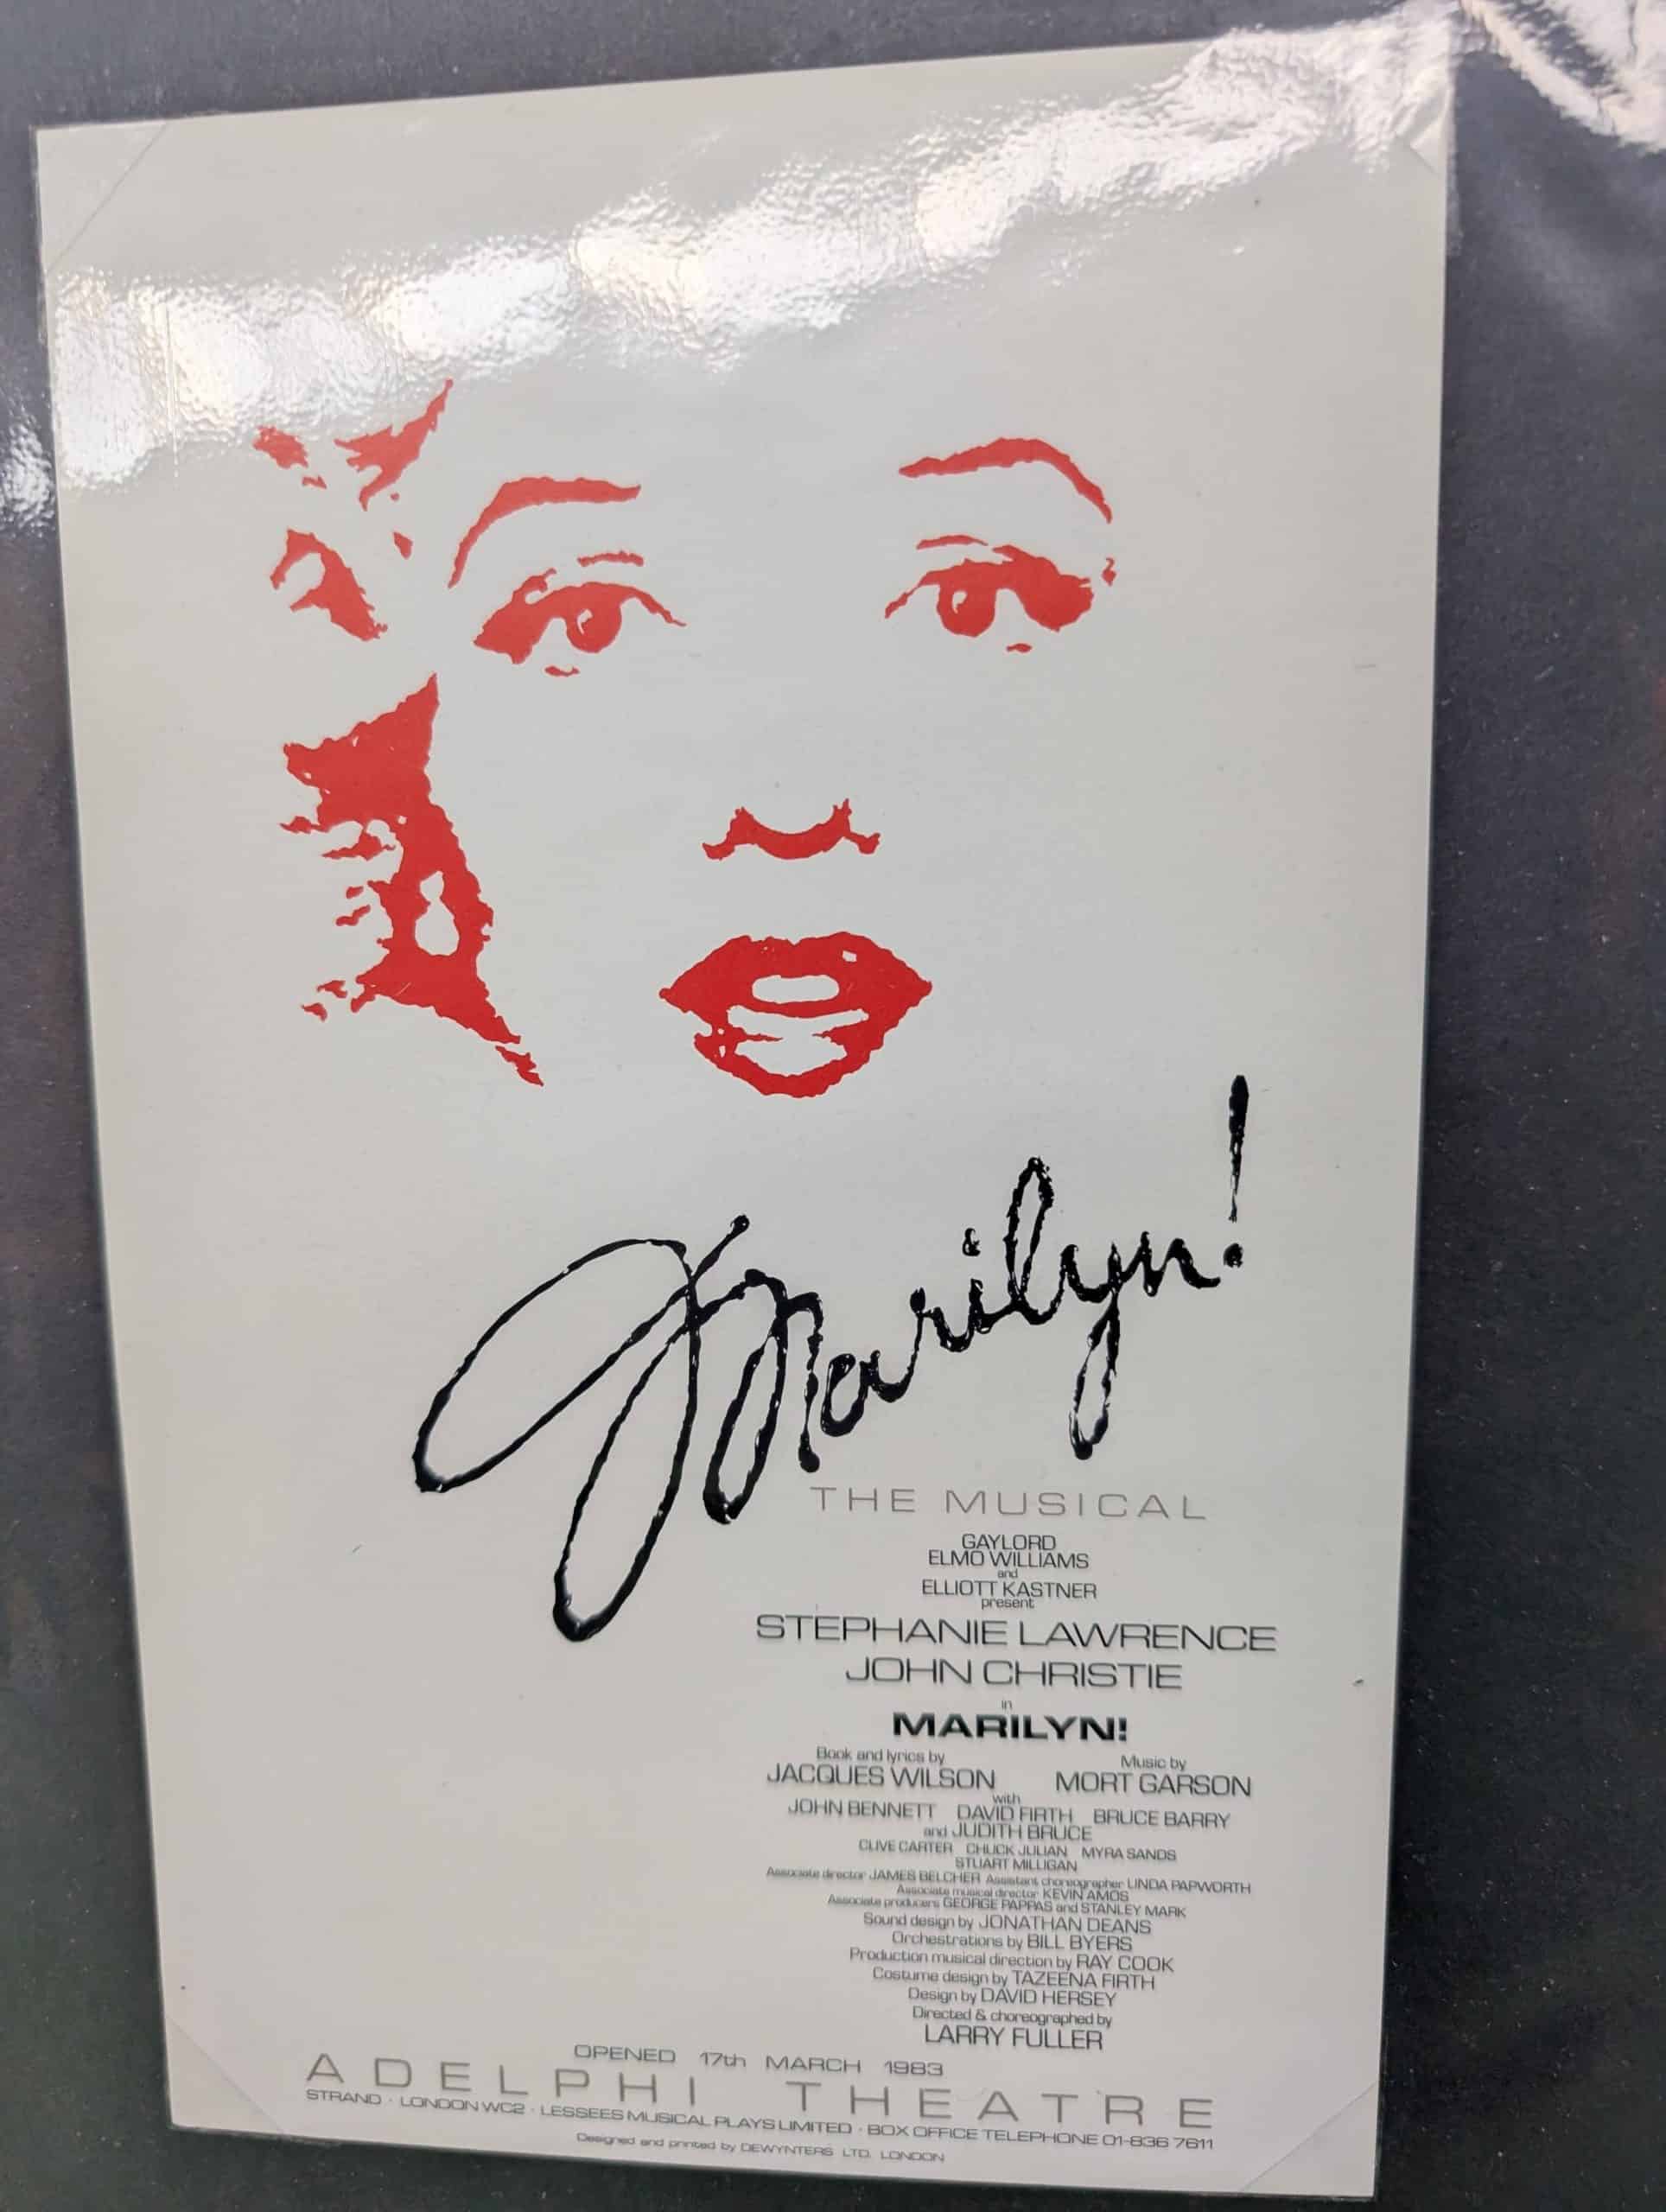 Marilyn!
THE MUSICAL
GAYLORD
ELMO WILLIAMS
and
ELLIOTT KASTNER
present
STEPHANIE LAWRENCE
JOHN CHRISTIE
in
MARILYN!
Book and lyrics by Music by
JACQUES WILSON MORT GARSON
with
JOHN BENNETT DAVID FIRTH BRUCE BARRY
and JUDITH BRUCE
CLIVE CARTER CHUCK JULIAN MYRA SANDS
STUART MILLIGAN
Associate director JAMES BELCHER Assistant choreographer LINDA PAPWORTH
Associate musical director KEVIN AMOS
Associate producers GEORGE PAPPAS and STANLEY MARK
Sound design by JONATHAN DEANS
Orchestrations by BILL BYERS
Production musical direction by RAY COOK
Costume design by TAZEENA FIRTH
Design by DAVID HERSEY
Directed & choreographed by
LARRY FULLER
OPENED 17th MARCH 1983
ADELPHI THEATRE
STRAND · LONDON WC2 · LESSEES MUSICAL PLAYS LIMITED · BOX OFFICE TELEPHONE 01-836 7611
Designed and printed by DEWYNTERS LTD. LONDON